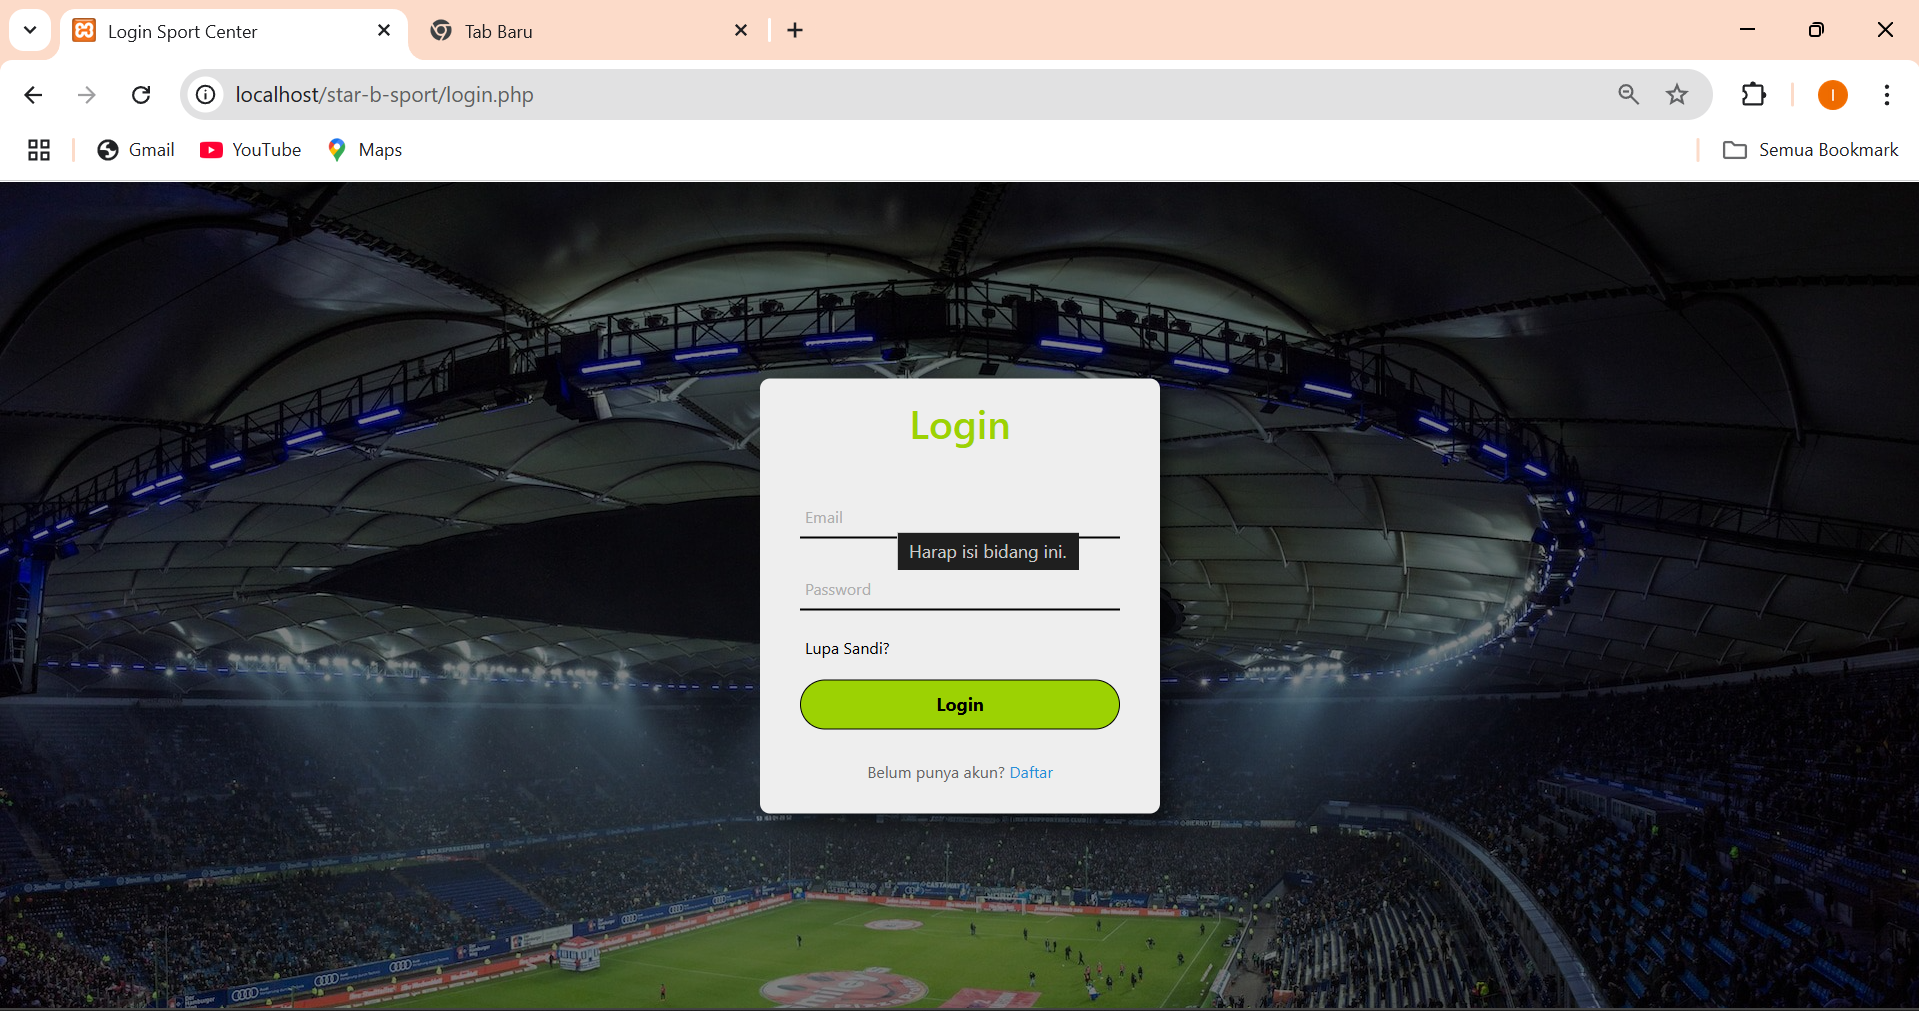 Login Sport Center
Tab Baru
localhost/star-b-sport/login.php
Gmail
YouTube
Maps
Semua Bookmark
I
Login
Email
Harap isi bidang ini.
Password
Lupa Sandi?
Login
Belum punya akun? Daftar